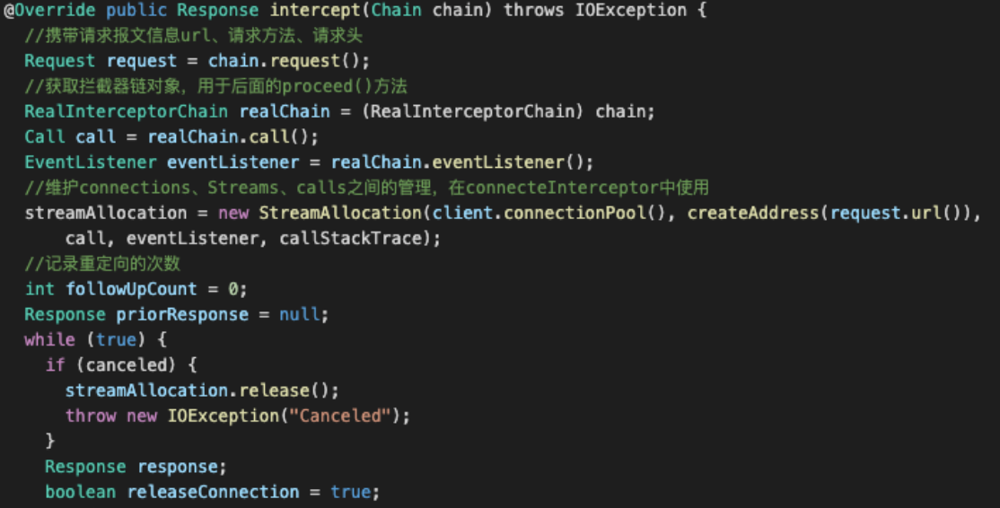 @Override public Response intercept(Chain chain) throws IOException {
  //携带请求报文信息url、请求方法、请求头
  Request request = chain.request();
  //获取拦截器链对象，用于后面的proceed()方法
  RealInterceptorChain realChain = (RealInterceptorChain) chain;
  Call call = realChain.call();
  EventListener eventListener = realChain.eventListener();
  //维护connections、Streams、calls之间的管理，在connecteInterceptor中使用
  streamAllocation = new StreamAllocation(client.connectionPool(), createAddress(request.url()),
      call, eventListener, callStackTrace);
  //记录重定向的次数
  int followUpCount = 0;
  Response priorResponse = null;
  while (true) {
    if (canceled) {
      streamAllocation.release();
      throw new IOException("Canceled");
    }
    Response response;
    boolean releaseConnection = true;